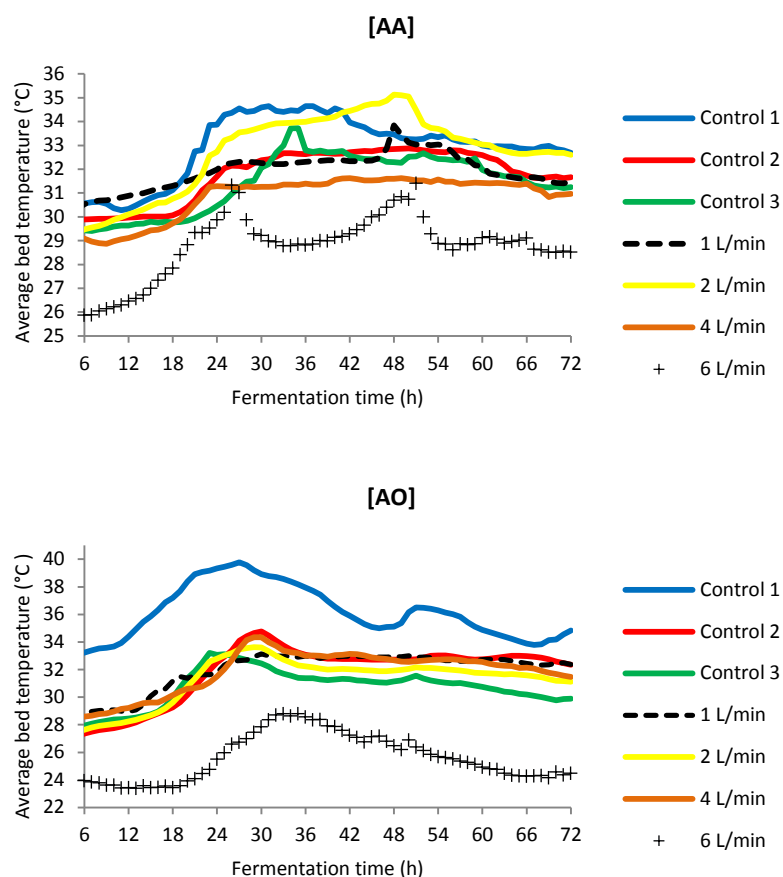 [AA]
Average bed temperature (°C)
36
35
34
33
32
31
30
29
28
27
26
25
6 12 18 24 30 36 42 48 54 60 66 72
Fermentation time (h)
Control 1
Control 2
Control 3
1 L/min
2 L/min
4 L/min
6 L/min
[AO]
Average bed temperature (°C )
40
38
36
34
32
30
28
26
24
22
6 12 18 24 30 36 42 48 54 60 66 72
Fermentation time (h)
Control 1
Control 2
Control 3
1 L/min
2 L/min
4 L/min
6 L/min